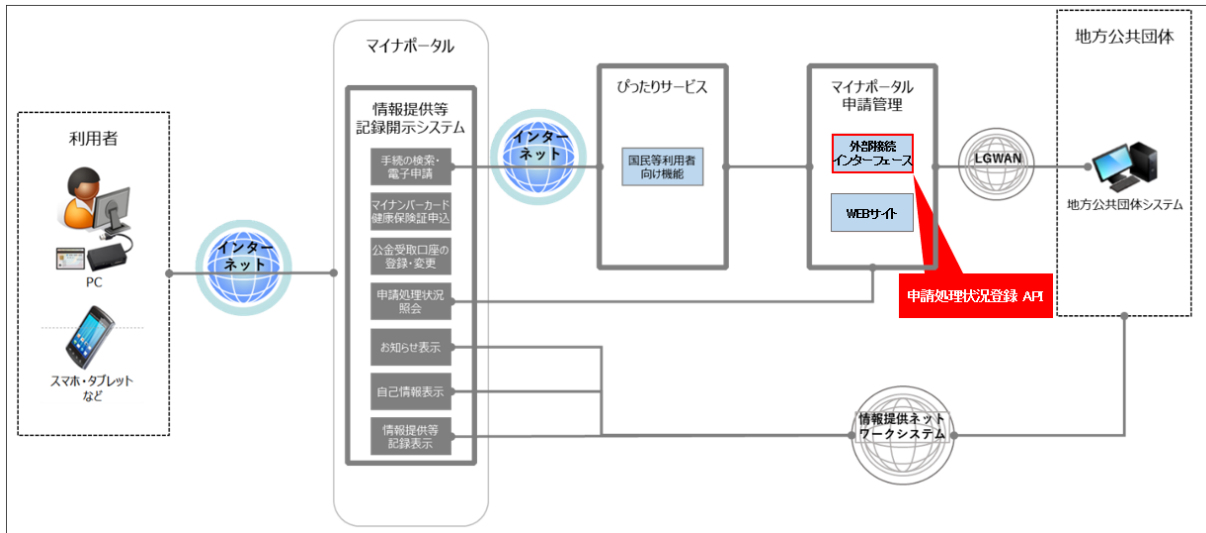 利用者
PC
スマホ・タブレット
など
インター
ネット
マイナポータル
情報提供等
記録開示システム
手続の検索・
電子申請
マイナンバーカード
健康保険証申込
公金受取口座の
登録・変更
申請処理状況
照会
お知らせ表示
自己情報表示
情報提供等
記録表示
インター
ネット
ぴったりサービス
国民等利用者
向け機能
マイナポータル
申請管理
外部接続
インターフェース
WEBサイト
申請処理状況登録 API
LGWAN
地方公共団体
地方公共団体システム
情報提供ネット
ワークシステム